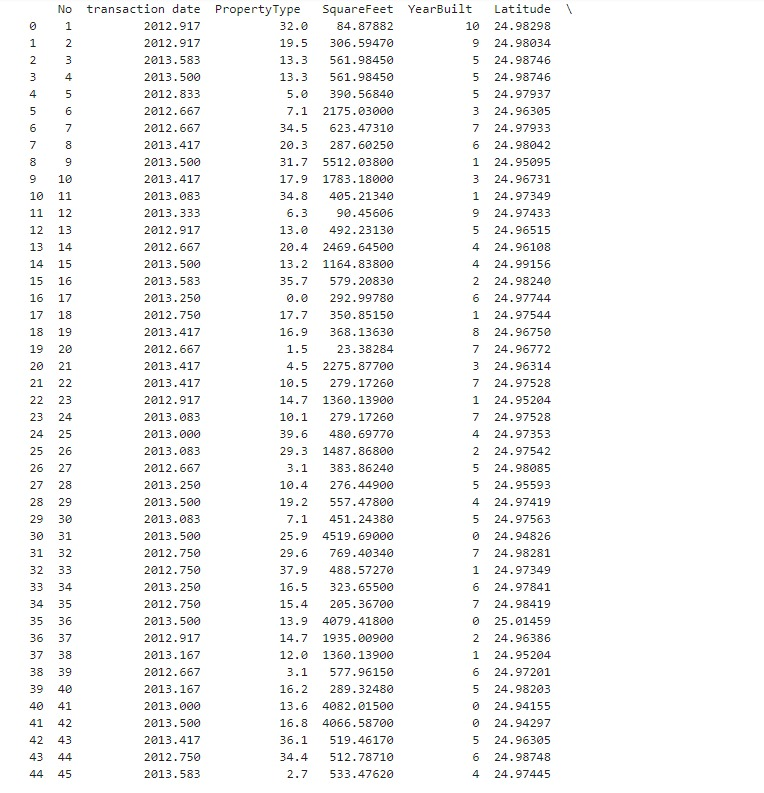 No transaction date PropertyType SquareFeet YearBuilt Latitude \
0 1 2012.917 32.0 84.87882 10 24.98298
1 2 2012.917 19.5 306.59470 9 24.98034
2 3 2013.583 13.3 561.98450 5 24.98746
3 4 2013.500 13.3 561.98450 5 24.98746
4 5 2012.833 5.0 390.56840 5 24.97937
5 6 2012.667 7.1 2175.03000 3 24.96305
6 7 2012.667 34.5 623.47310 7 24.97933
7 8 2013.417 20.3 287.60250 6 24.98042
8 9 2013.500 31.7 5512.03800 1 24.95095
9 10 2013.417 17.9 1783.18000 3 24.96731
10 11 2013.083 34.8 405.21340 1 24.97349
11 12 2013.333 6.3 90.45606 9 24.97433
12 13 2012.917 13.0 492.23130 5 24.96515
13 14 2012.667 20.4 2469.64500 4 24.96108
14 15 2013.500 13.2 1164.83800 4 24.99156
15 16 2013.583 35.7 579.20830 2 24.98240
16 17 2013.250 0.0 292.99780 6 24.97744
17 18 2012.750 17.7 350.85150 1 24.97544
18 19 2013.417 16.9 368.13630 8 24.96750
19 20 2012.667 1.5 23.38284 7 24.96772
20 21 2013.417 4.5 2275.87700 3 24.96314
21 22 2013.417 10.5 279.17260 7 24.97528
22 23 2012.917 14.7 1360.13900 1 24.95204
23 24 2013.083 10.1 279.17260 7 24.97528
24 25 2013.000 39.6 480.69770 4 24.97353
25 26 2013.083 29.3 1487.86800 2 24.97542
26 27 2012.667 3.1 383.86240 5 24.98085
27 28 2013.250 10.4 276.44900 5 24.95593
28 29 2013.500 19.2 557.47800 4 24.97419
29 30 2013.083 7.1 451.24380 5 24.97563
30 31 2013.500 25.9 4519.69000 0 24.94826
31 32 2012.750 29.6 769.40340 7 24.98281
32 33 2012.750 37.9 488.57270 1 24.97349
33 34 2013.250 16.5 323.65500 6 24.97841
34 35 2012.750 15.4 205.36700 7 24.98419
35 36 2013.500 13.9 4079.41800 0 25.01459
36 37 2012.917 14.7 1935.00900 2 24.96386
37 38 2013.167 12.0 1360.13900 1 24.95204
38 39 2012.667 3.1 577.96150 6 24.97201
39 40 2013.167 16.2 289.32480 5 24.98203
40 41 2013.000 13.6 4082.01500 0 24.94155
41 42 2013.500 16.8 4066.58700 0 24.94297
42 43 2013.417 36.1 519.46170 5 24.96305
43 44 2012.750 34.4 512.78710 6 24.98748
44 45 2013.583 2.7 533.47620 4 24.97445